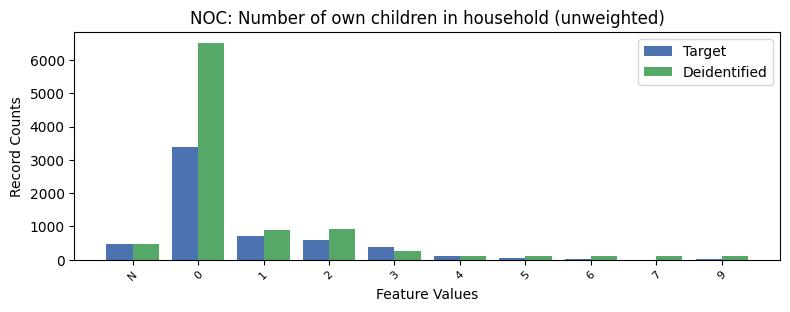 NOC: Number of own children in household (unweighted)
Target
Deidentified
Record Counts
6000
5000
4000
3000
2000
1000
0
N 0 1 2 3 4 5 6 7 9
Feature Values